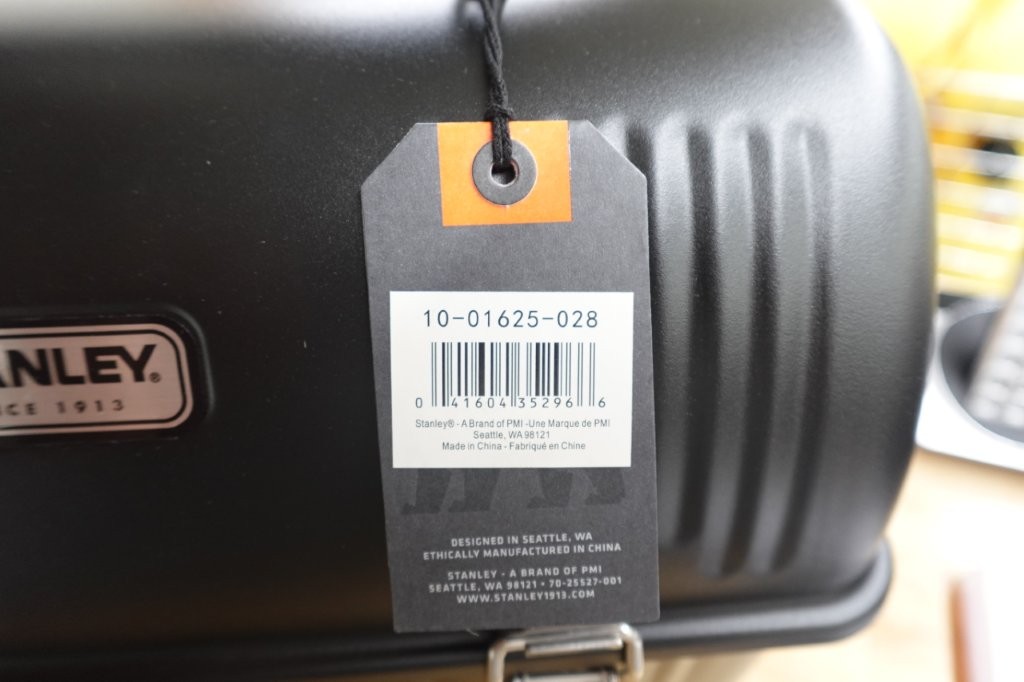 10-01625-028
0 41604 35296 6
Stanley® - A Brand of PMI -Une Marque de PMI
Seattle, WA 98121
Made in China - Fabriqué en Chine
ANLEY®
CE 1913
DESIGNED IN SEATTLE, WA
ETHICALLY MANUFACTURED IN CHINA
STANLEY - A BRAND OF PMI
SEATTLE, WA 98121 • 70-25527-001
WWW.STANLEY1913.COM